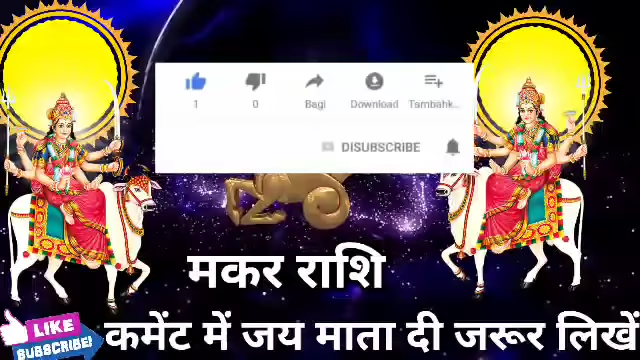 1 0 Bagi Download Tambahk...
DISUBSCRIBE
मकर राशि
LIKE
SUBSCRIBE!
कमेंट में जय माता दी जरूर लिखें